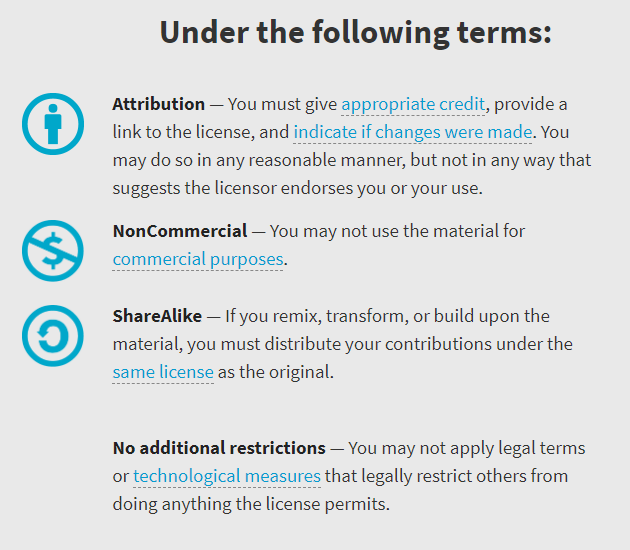 Under the following terms:
Attribution — You must give appropriate credit, provide a
link to the license, and indicate if changes were made. You
may do so in any reasonable manner, but not in any way that
suggests the licensor endorses you or your use.
NonCommercial — You may not use the material for
commercial purposes.
ShareAlike — If you remix, transform, or build upon the
material, you must distribute your contributions under the
same license as the original.
No additional restrictions — You may not apply legal terms
or technological measures that legally restrict others from
doing anything the license permits.